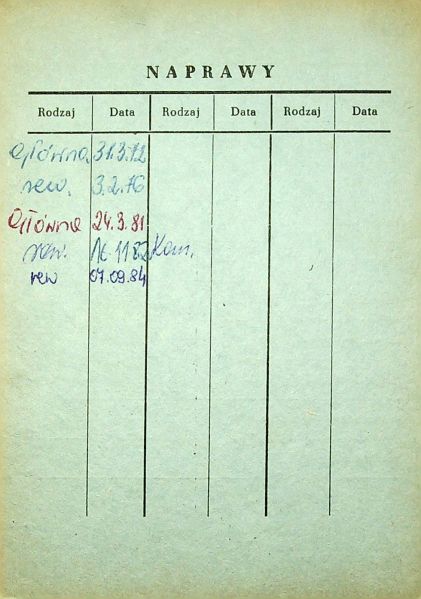 NAPRAWY
Rodzaj Data Rodzaj Data Rodzaj Data
Główna 31.3.72
rew. 3.2.76
Główna 24.3.81
rew. 16.11 82 Kam.
rew 07.09.84